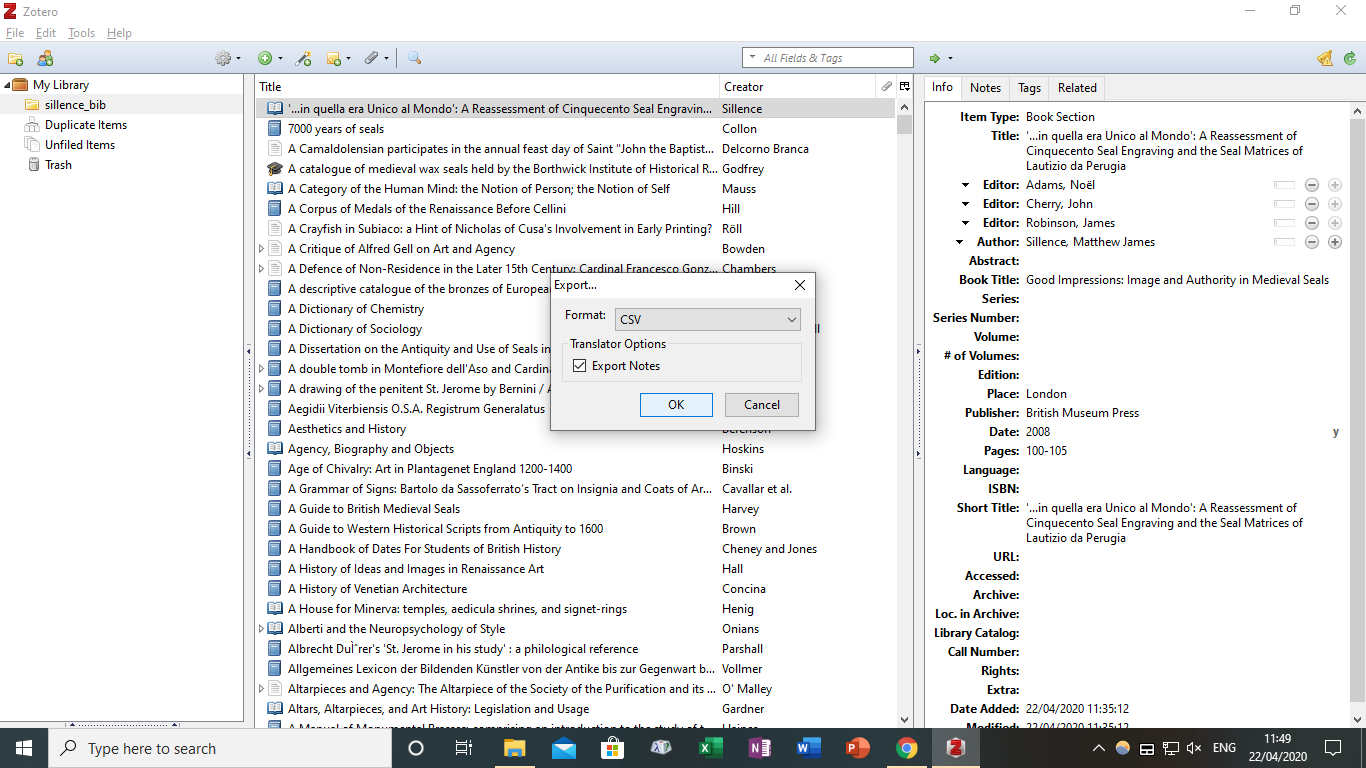 Zotero
File Edit Tools Help
All Fields & Tags
My Library
sillence_bib
Duplicate Items
Unfiled Items
Trash
Title Creator
'...in quella era Unico al Mondo': A Reassessment of Cinquecento Seal Engravin... Sillence
7000 years of seals Collon
A Camaldolensian participates in the annual feast day of Saint "John the Baptist... Delcorno Branca
A catalogue of medieval wax seals held by the Borthwick Institute of Historical R... Godfrey
A Category of the Human Mind: the Notion of Person; the Notion of Self Mauss
A Corpus of Medals of the Renaissance Before Cellini Hill
A Crayfish in Subiaco: a Hint of Nicholas of Cusa's Involvement in Early Printing? Röll
A Critique of Alfred Gell on Art and Agency Bowden
A Defence of Non-Residence in the Later 15th Century: Cardinal Francesco Gonz... Chambers
A descriptive catalogue of the bronzes of European
A Dictionary of Chemistry
A Dictionary of Sociology ll
A Dissertation on the Antiquity and Use of Seals in
A double tomb in Montefiore dell'Aso and Cardina
A drawing of the penitent St. Jerome by Bernini / A
Aegidii Viterbiensis O.S.A. Registrum Generalatus
Aesthetics and History Berenson
Agency, Biography and Objects Hoskins
Age of Chivalry: Art in Plantagenet England 1200-1400 Binski
A Grammar of Signs: Bartolo da Sassoferrato's Tract on Insignia and Coats of Ar... Cavallar et al.
A Guide to British Medieval Seals Harvey
A Guide to Western Historical Scripts from Antiquity to 1600 Brown
A Handbook of Dates For Students of British History Cheney and Jones
A History of Ideas and Images in Renaissance Art Hall
A History of Venetian Architecture Concina
A House for Minerva: temples, aedicula shrines, and signet-rings Henig
Alberti and the Neuropsychology of Style Onians
Albrecht DuÌˆrer's 'St. Jerome in his study' : a philological reference Parshall
Allgemeines Lexicon der Bildenden Künstler von der Antike bis zur Gegenwart b... Vollmer
Altarpieces and Agency: The Altarpiece of the Society of the Purification and its ... O' Malley
Altars, Altarpieces, and Art History: Legislation and Usage Gardner
A Manual of Monumental Brasses: comprising an introduction to the study of t... Haines
Export...
Format: CSV
Translator Options
Export Notes
OK Cancel
Info Notes Tags Related
Item Type: Book Section
Title: '...in quella era Unico al Mondo': A Reassessment of
Cinquecento Seal Engraving and the Seal Matrices of
Lautizio da Perugia
Editor: Adams, Noël
Editor: Cherry, John
Editor: Robinson, James
Author: Sillence, Matthew James
Abstract:
Book Title: Good Impressions: Image and Authority in Medieval Seals
Series:
Series Number:
Volume:
# of Volumes:
Edition:
Place: London
Publisher: British Museum Press
Date: 2008 y
Pages: 100-105
Language:
ISBN:
Short Title: '...in quella era Unico al Mondo': A Reassessment of
Cinquecento Seal Engraving and the Seal Matrices of
Lautizio da Perugia
URL:
Accessed:
Archive:
Loc. in Archive:
Library Catalog:
Call Number:
Rights:
Extra:
Date Added: 22/04/2020 11:35:12
Modified: 22/04/2020 11:35:12
Type here to search
ENG
11:49
22/04/2020